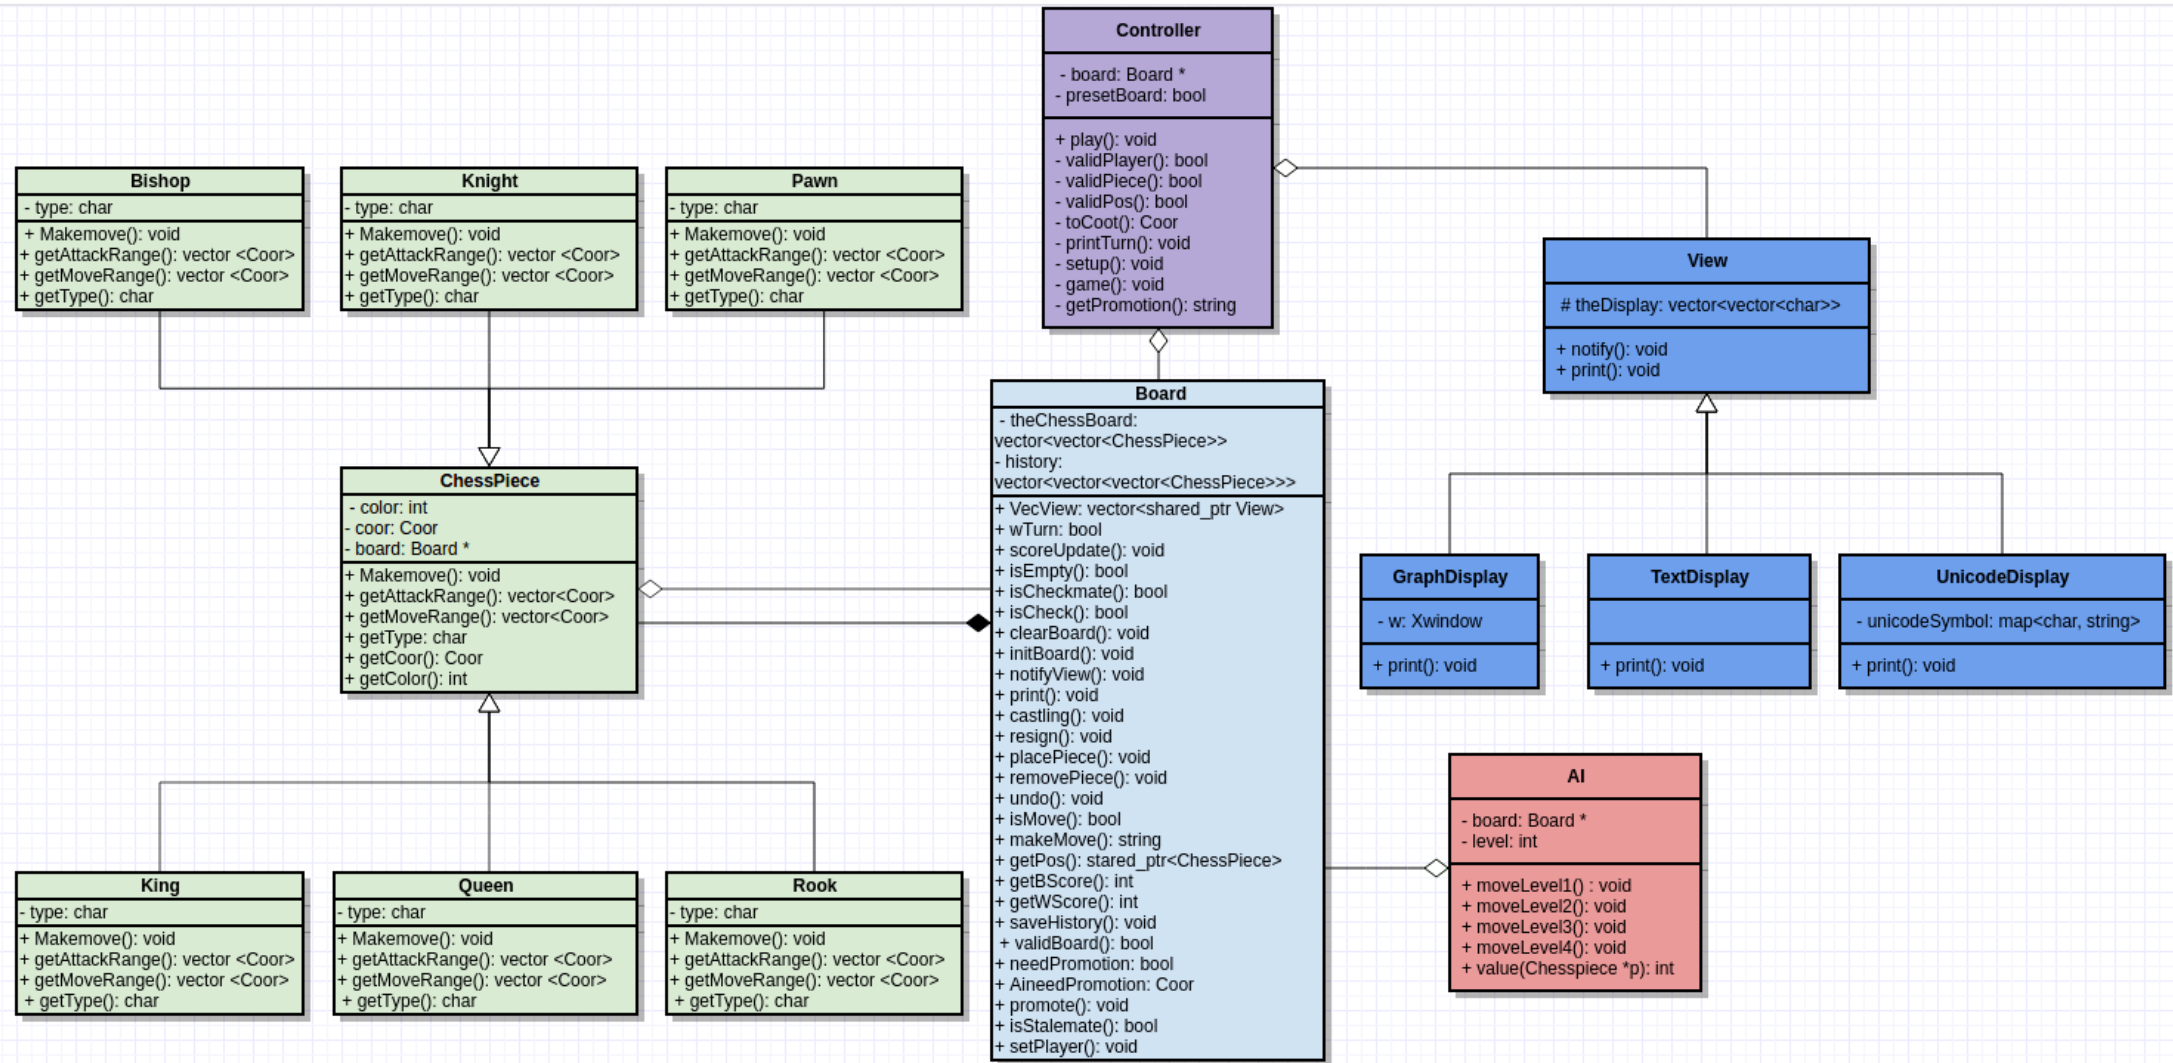 Controller
- board: Board *
- presetBoard: bool
+ play(): void
- validPlayer(): bool
- validPiece(): bool
- validPos(): bool
- toCoot(): Coor
- printTurn(): void
- setup(): void
- game(): void
- getPromotion(): string
Bishop
- type: char
+ Makemove(): void
+ getAttackRange(): vector <Coor>
+ getMoveRange(): vector <Coor>
+ getType(): char
Knight
- type: char
+ Makemove(): void
+ getAttackRange(): vector <Coor>
+ getMoveRange(): vector <Coor>
+ getType(): char
Pawn
- type: char
+ Makemove(): void
+ getAttackRange(): vector <Coor>
+ getMoveRange(): vector <Coor>
+ getType(): char
View
# theDisplay: vector<vector<char>>
+ notify(): void
+ print(): void
ChessPiece
- color: int
- coor: Coor
- board: Board *
+ Makemove(): void
+ getAttackRange(): vector<Coor>
+ getMoveRange(): vector<Coor>
+ getType: char
+ getCoor(): Coor
+ getColor(): int
Board
- theChessBoard:
vector<vector<ChessPiece>>
- history:
vector<vector<vector<ChessPiece>>>
+ VecView: vector<shared_ptr View>
+ wTurn: bool
+ scoreUpdate(): void
+ isEmpty(): bool
+ isCheckmate(): bool
+ isCheck(): bool
+ clearBoard(): void
+ initBoard(): void
+ notifyView(): void
+ print(): void
+ castling(): void
+ resign(): void
+ placePiece(): void
+ removePiece(): void
+ undo(): void
+ isMove(): bool
+ makeMove(): string
+ getPos(): stared_ptr<ChessPiece>
+ getBScore(): int
+ getWScore(): int
+ saveHistory(): void
+ validBoard(): bool
+ needPromotion: bool
+ AineedPromotion: Coor
+ promote(): void
+ isStalemate(): bool
+ setPlayer(): void
GraphDisplay
- w: Xwindow
+ print(): void
TextDisplay
+ print(): void
UnicodeDisplay
- unicodeSymbol: map<char, string>
+ print(): void
AI
- board: Board *
- level: int
+ moveLevel1() : void
+ moveLevel2(): void
+ moveLevel3(): void
+ moveLevel4(): void
+ value(Chesspiece *p): int
King
- type: char
+ Makemove(): void
+ getAttackRange(): vector <Coor>
+ getMoveRange(): vector <Coor>
+ getType(): char
Queen
- type: char
+ Makemove(): void
+ getAttackRange(): vector <Coor>
+ getMoveRange(): vector <Coor>
+ getType(): char
Rook
- type: char
+ Makemove(): void
+ getAttackRange(): vector <Coor>
+ getMoveRange(): vector <Coor>
+ getType(): char